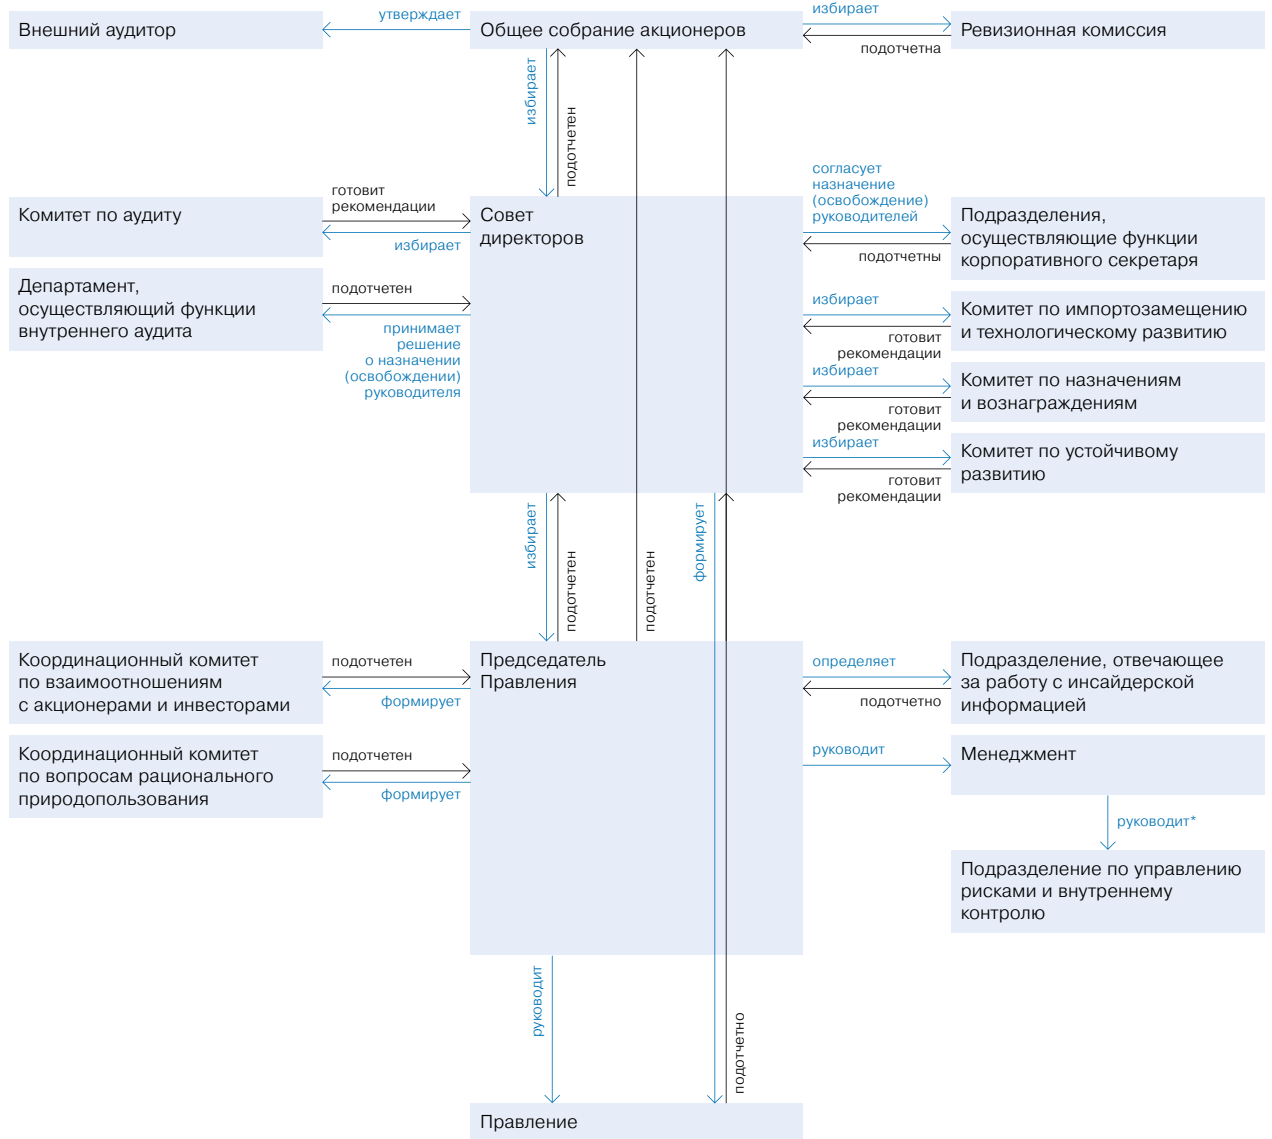 Внешний аудитор
утверждает
Общее собрание акционеров
избирает
подотчетна
Ревизионная комиссия
избирает
подотчетен
Комитет по аудиту
готовит
рекомендации
избирает
Совет
директоров
согласует
назначение
(освобождение)
руководителей
подотчетны
Подразделения,
осуществляющие функции
корпоративного секретаря
Департамент,
осуществляющий функции
внутреннего аудита
подотчетен
принимает
решение
о назначении
(освобождении)
руководителя
избирает
готовит
рекомендации
Комитет по импортозамещению
и технологическому развитию
избирает
готовит
рекомендации
Комитет по назначениям
и вознаграждениям
избирает
готовит
рекомендации
Комитет по устойчивому
развитию
избирает
подотчетен
подотчетен
формирует
Координационный комитет
по взаимоотношениям
с акционерами и инвесторами
подотчетен
формирует
Председатель
Правления
определяет
подотчетно
Подразделение, отвечающее
за работу с инсайдерской
информацией
Координационный комитет
по вопросам рационального
природопользования
подотчетен
формирует
руководит
Менеджмент
руководит*
Подразделение по управлению
рисками и внутреннему
контролю
руководит
подотчетно
Правление